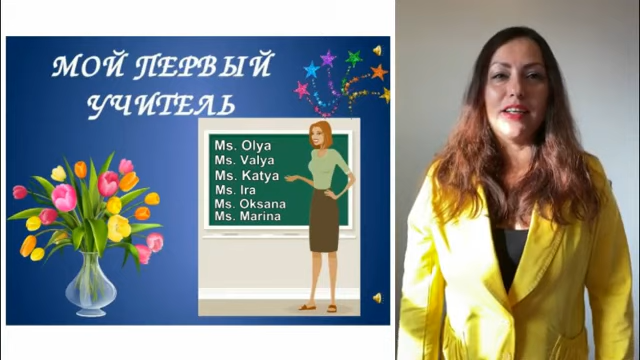 МОЙ ПЕРВЫЙ
УЧИТЕЛЬ
Ms. Olya
Ms. Valya
Ms. Katya
Ms. Ira
Ms. Oksana
Ms. Marina